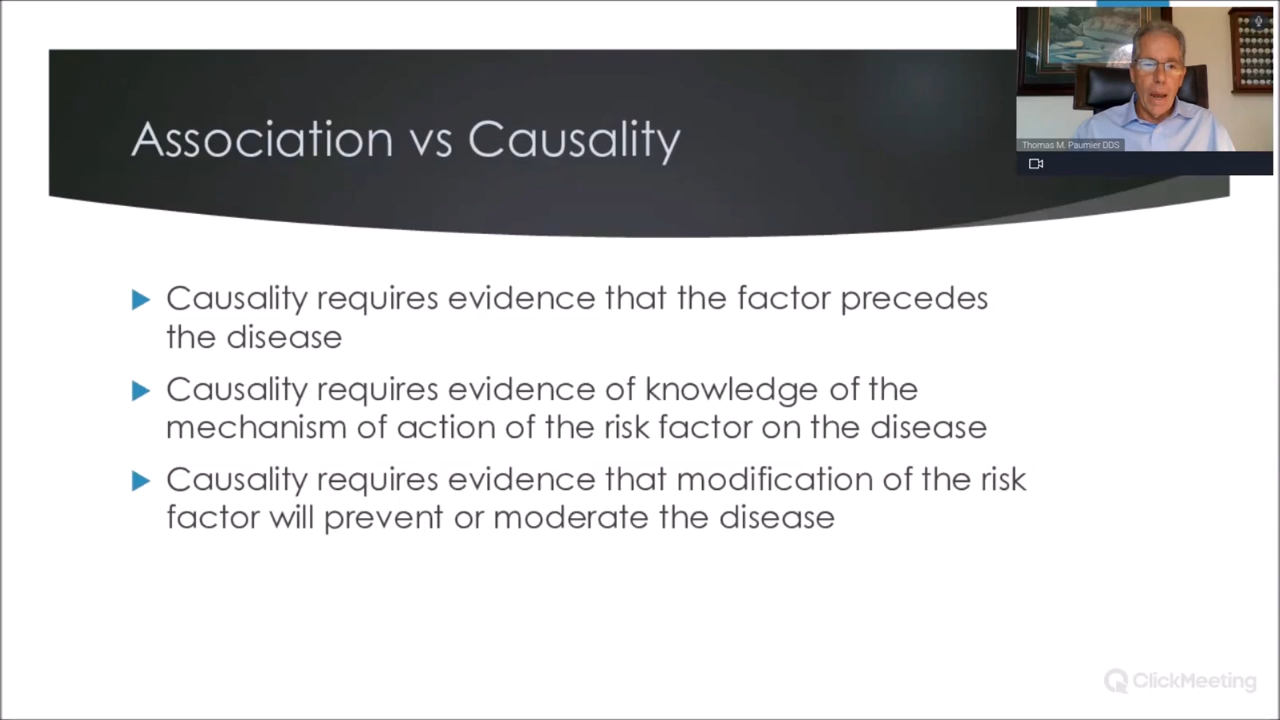 Association vs Causality
Thomas M. Paumier DDS
Causality requires evidence that the factor precedes
the disease
Causality requires evidence of knowledge of the
mechanism of action of the risk factor on the disease
Causality requires evidence that modification of the risk
factor will prevent or moderate the disease
ClickMeeting